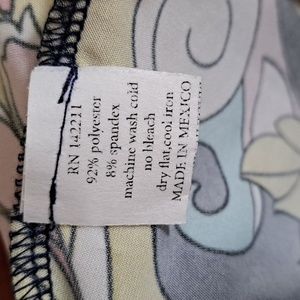 RN 142211
92% polyester
8% spandex
machine wash cold
no bleach
dry flat,cool iron
MADE IN MEXICO